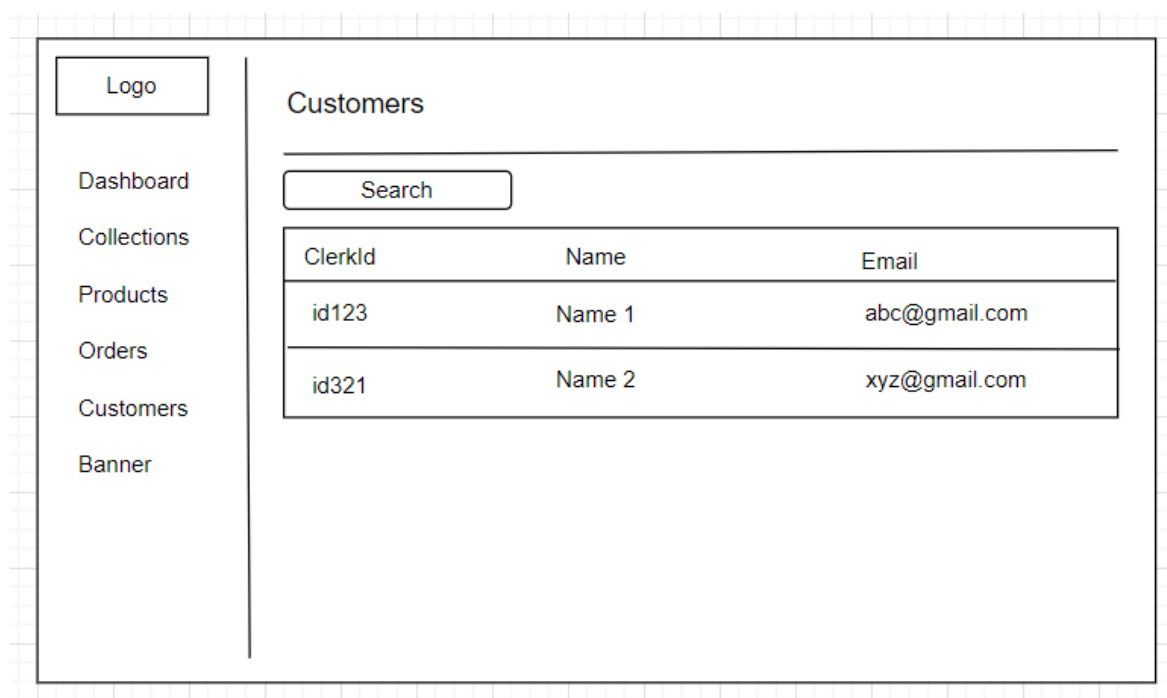 Logo
Customers
Dashboard
Collections
Products
Orders
Customers
Banner
Search
ClerkId Name Email
id123 Name 1 abc@gmail.com
id321 Name 2 xyz@gmail.com